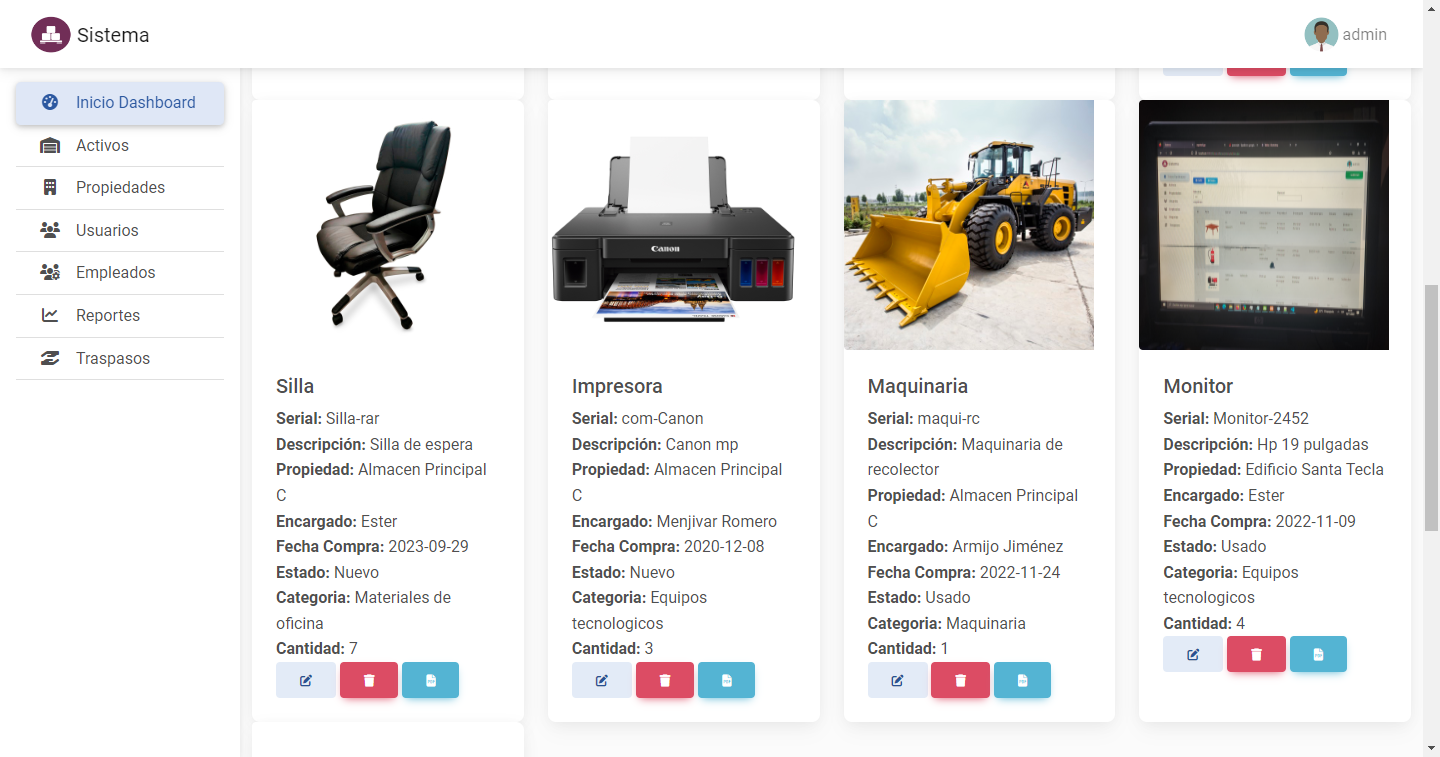 Sistema
admin
Inicio Dashboard
Activos
Propiedades
Usuarios
Empleados
Reportes
Traspasos
Canon
Silla
Serial: Silla-rar
Descripción: Silla de espera
Propiedad: Almacen Principal
C
Encargado: Ester
Fecha Compra: 2023-09-29
Estado: Nuevo
Categoria: Materiales de
oficina
Cantidad: 7
Impresora
Serial: com-Canon
Descripción: Canon mp
Propiedad: Almacen Principal
C
Encargado: Menjivar Romero
Fecha Compra: 2020-12-08
Estado: Nuevo
Categoria: Equipos
tecnologicos
Cantidad: 3
Maquinaria
Serial: maqui-rc
Descripción: Maquinaria de
recolector
Propiedad: Almacen Principal
C
Encargado: Armijo Jiménez
Fecha Compra: 2022-11-24
Estado: Usado
Categoria: Maquinaria
Cantidad: 1
Monitor
Serial: Monitor-2452
Descripción: Hp 19 pulgadas
Propiedad: Edificio Santa Tecla
Encargado: Ester
Fecha Compra: 2022-11-09
Estado: Usado
Categoria: Equipos
tecnologicos
Cantidad: 4